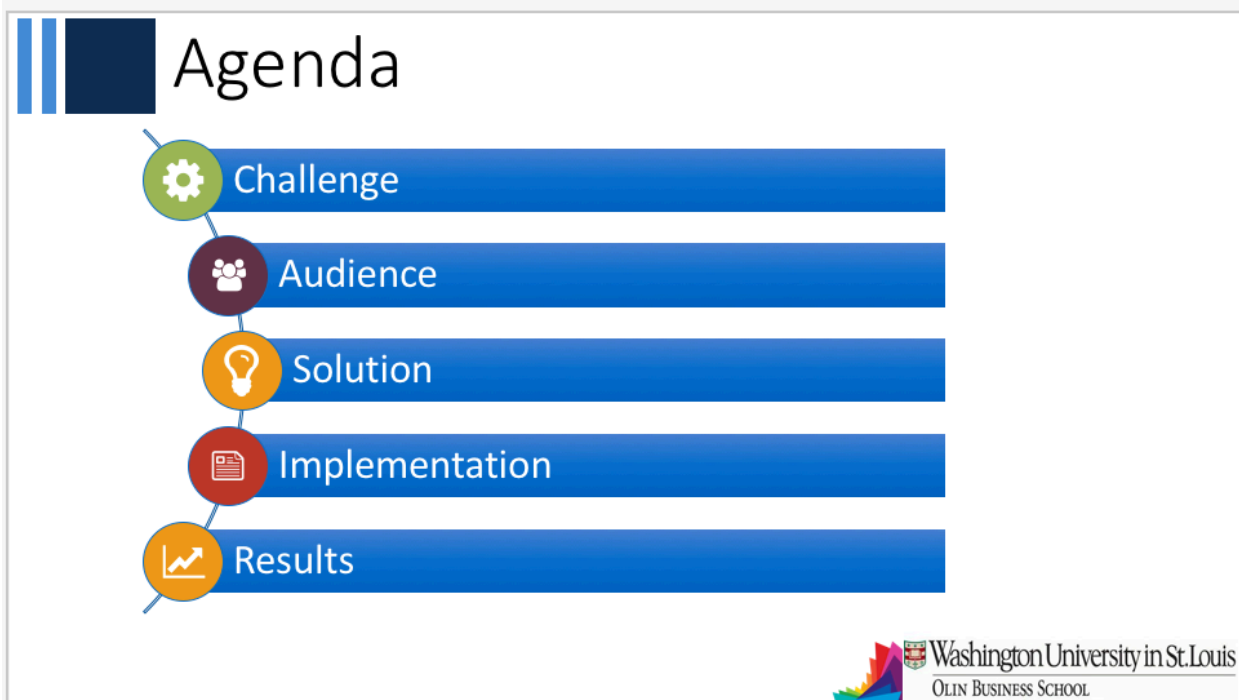 Agenda
Challenge
Audience
Solution
Implementation
Results
Washington University in St.Louis
OLIN BUSINESS SCHOOL